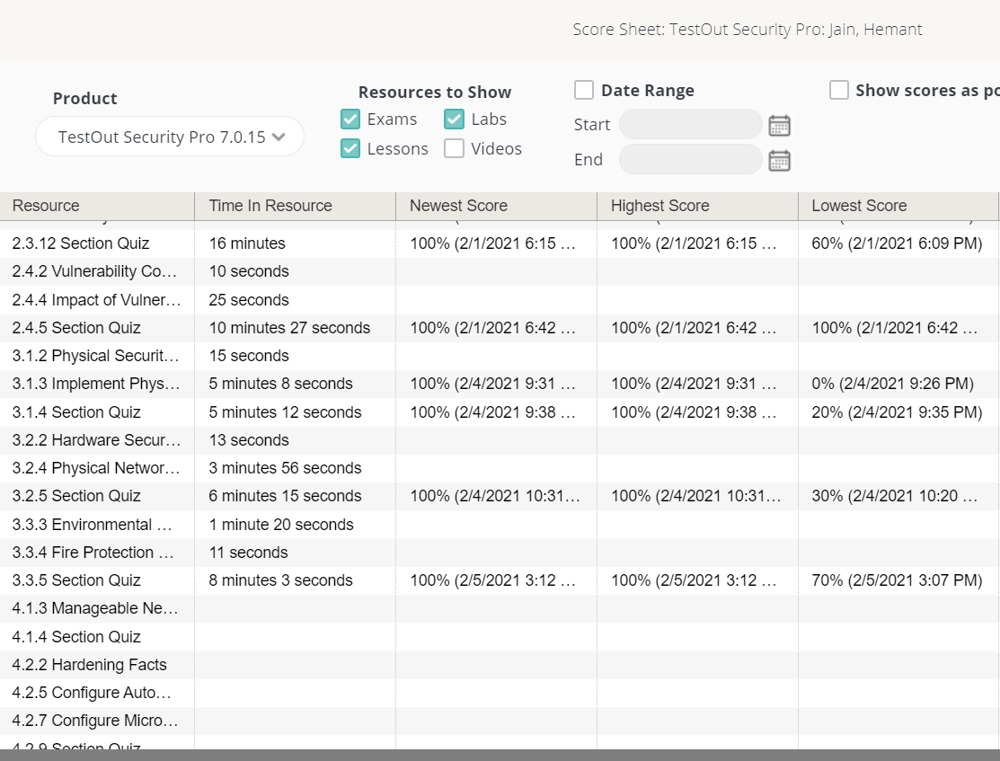 Score Sheet: TestOut Security Pro: Jain, Hemant
Product
TestOut Security Pro 7.0.15
Resources to Show
Exams Labs
Lessons Videos
Date Range
Start
End
Show scores as po
Resource Time In Resource Newest Score Highest Score Lowest Score
2.3.12 Section Quiz 16 minutes 100% (2/1/2021 6:15 … 100% (2/1/2021 6:15 … 60% (2/1/2021 6:09 PM)
2.4.2 Vulnerability Co… 10 seconds
2.4.4 Impact of Vulner… 25 seconds
2.4.5 Section Quiz 10 minutes 27 seconds 100% (2/1/2021 6:42 … 100% (2/1/2021 6:42 … 100% (2/1/2021 6:42 …
3.1.2 Physical Securit… 15 seconds
3.1.3 Implement Phys… 5 minutes 8 seconds 100% (2/4/2021 9:31 … 100% (2/4/2021 9:31 … 0% (2/4/2021 9:26 PM)
3.1.4 Section Quiz 5 minutes 12 seconds 100% (2/4/2021 9:38 … 100% (2/4/2021 9:38 … 20% (2/4/2021 9:35 PM)
3.2.2 Hardware Secur… 13 seconds
3.2.4 Physical Networ… 3 minutes 56 seconds
3.2.5 Section Quiz 6 minutes 15 seconds 100% (2/4/2021 10:31… 100% (2/4/2021 10:31… 30% (2/4/2021 10:20 …
3.3.3 Environmental … 1 minute 20 seconds
3.3.4 Fire Protection … 11 seconds
3.3.5 Section Quiz 8 minutes 3 seconds 100% (2/5/2021 3:12 … 100% (2/5/2021 3:12 … 70% (2/5/2021 3:07 PM)
4.1.3 Manageable Ne…
4.1.4 Section Quiz
4.2.2 Hardening Facts
4.2.5 Configure Auto…
4.2.7 Configure Micro…
4.2.9 Section Quiz